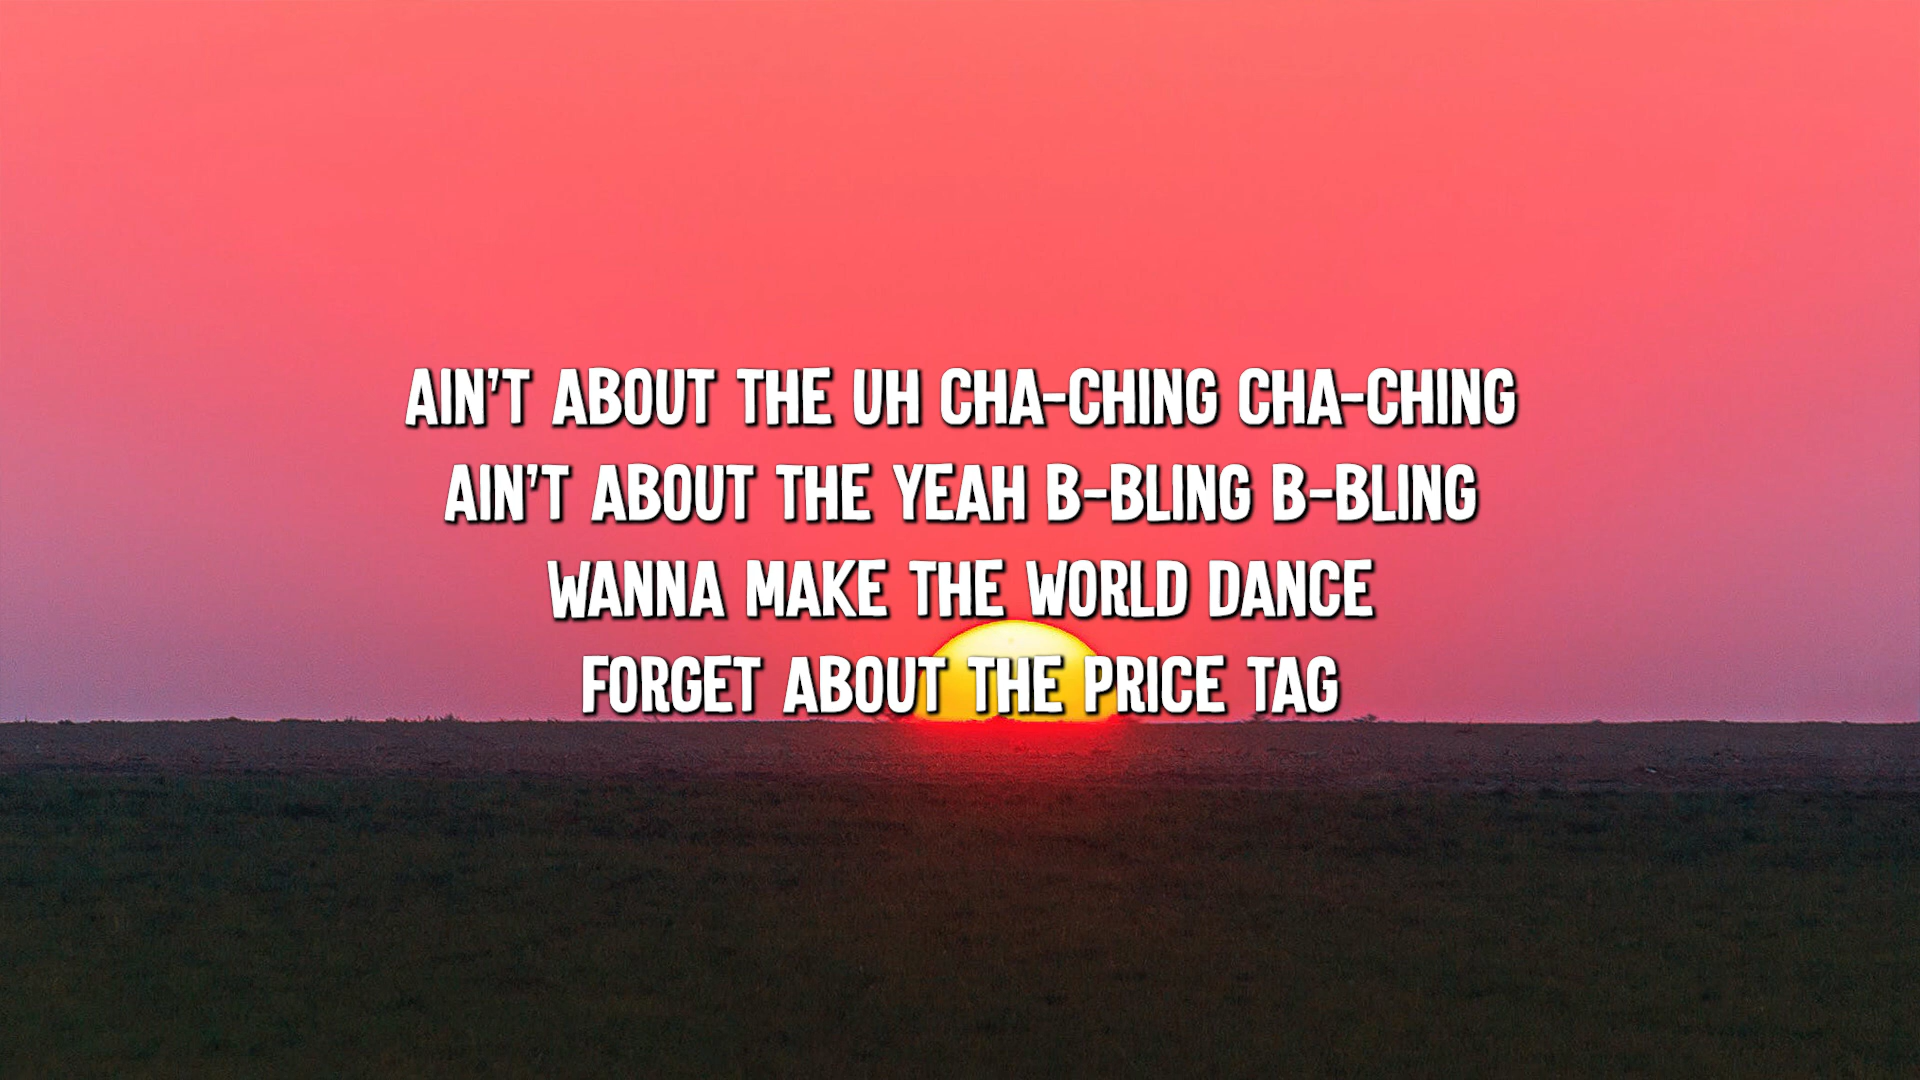 AIN'T ABOUT THE UH CHA-CHING CHA-CHING
AIN'T ABOUT THE YEAH B-BLING B-BLING
WANNA MAKE THE WORLD DANCE
FORGET ABOUT THE PRICE TAG